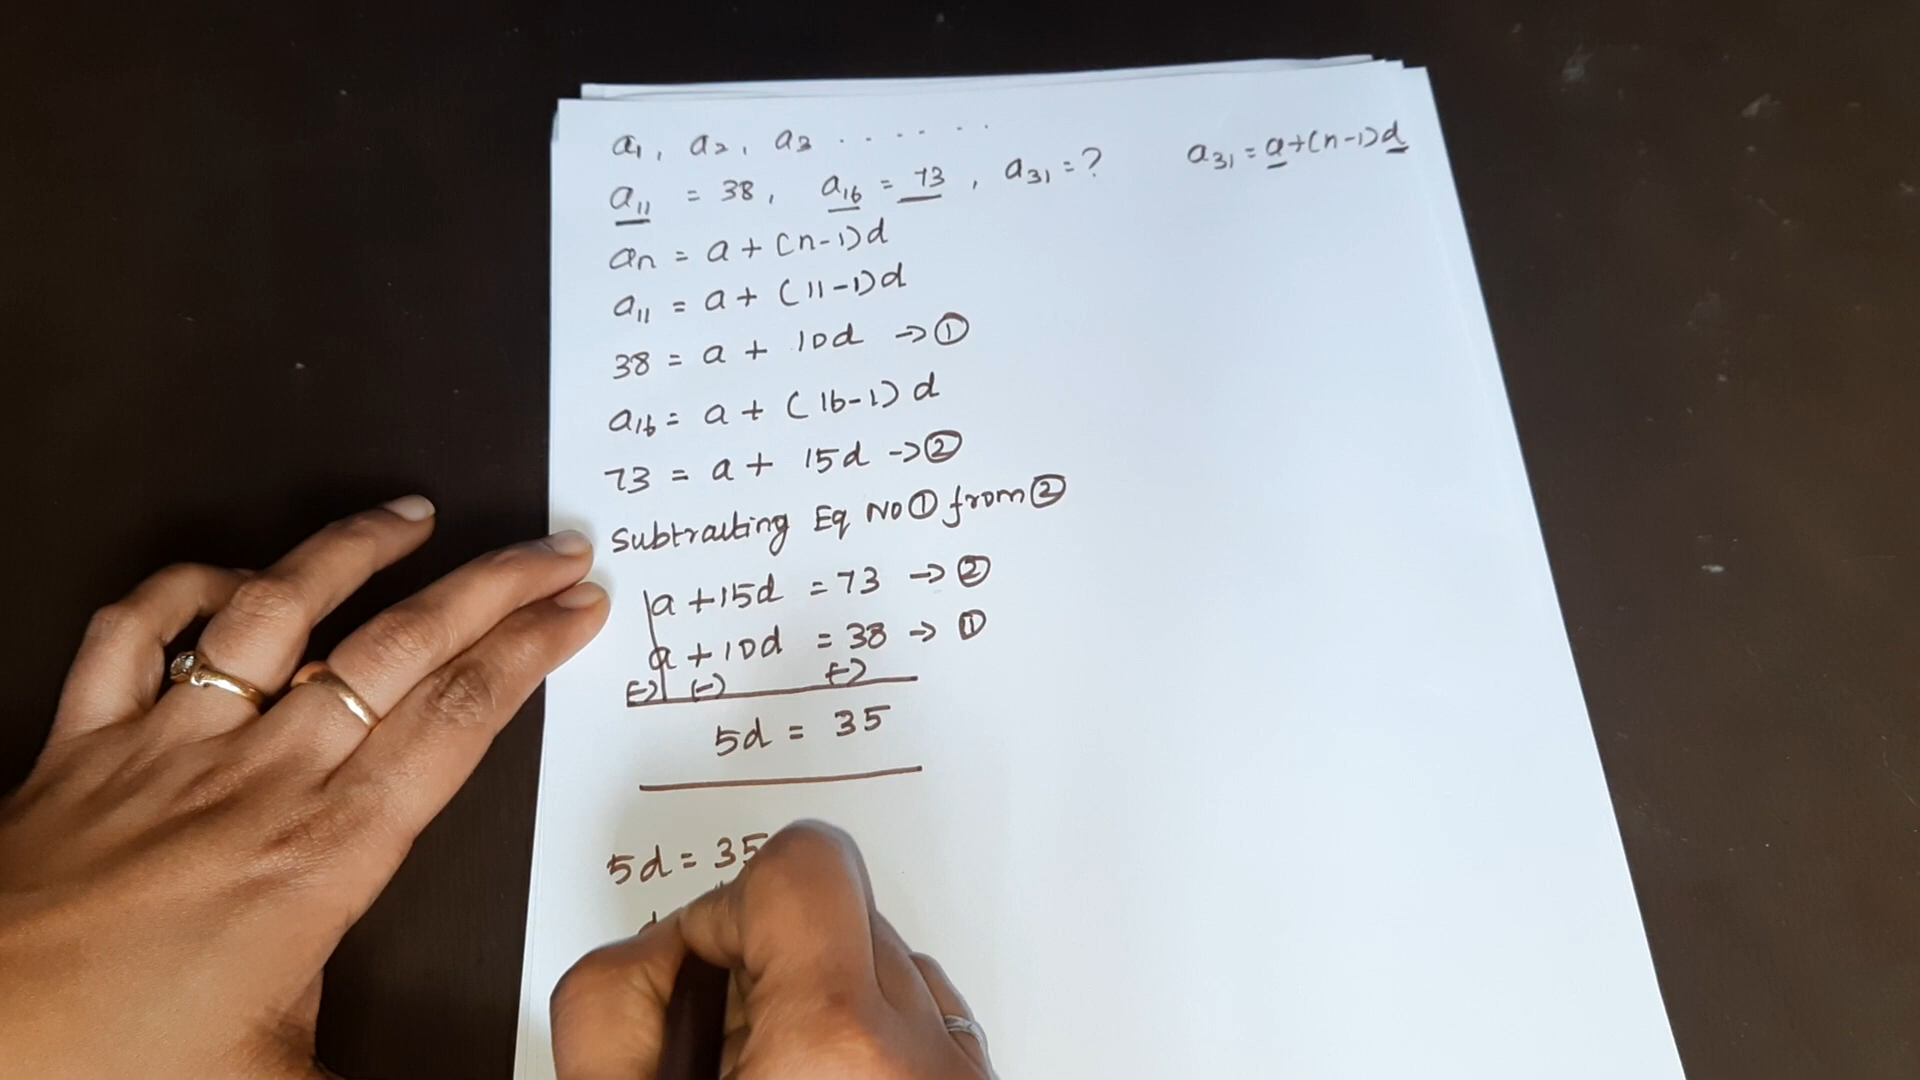 a₁, a₂, a₃ .......
a₁₁ = 38, a₁₆ = 73, a₃₁ = ?
a₃₁ = a+(n-1)d
an = a + (n-1)d
a₁₁ = a + (11-1)d
38 = a + 10d → ①
a₁₆ = a + (16-1) d
73 = a + 15d → ②
Subtracting Eq No ① from ②
a + 15d = 73 → ②
a + 10d = 38 → ①
(-) (-) (-)
5d = 35
5d = 35